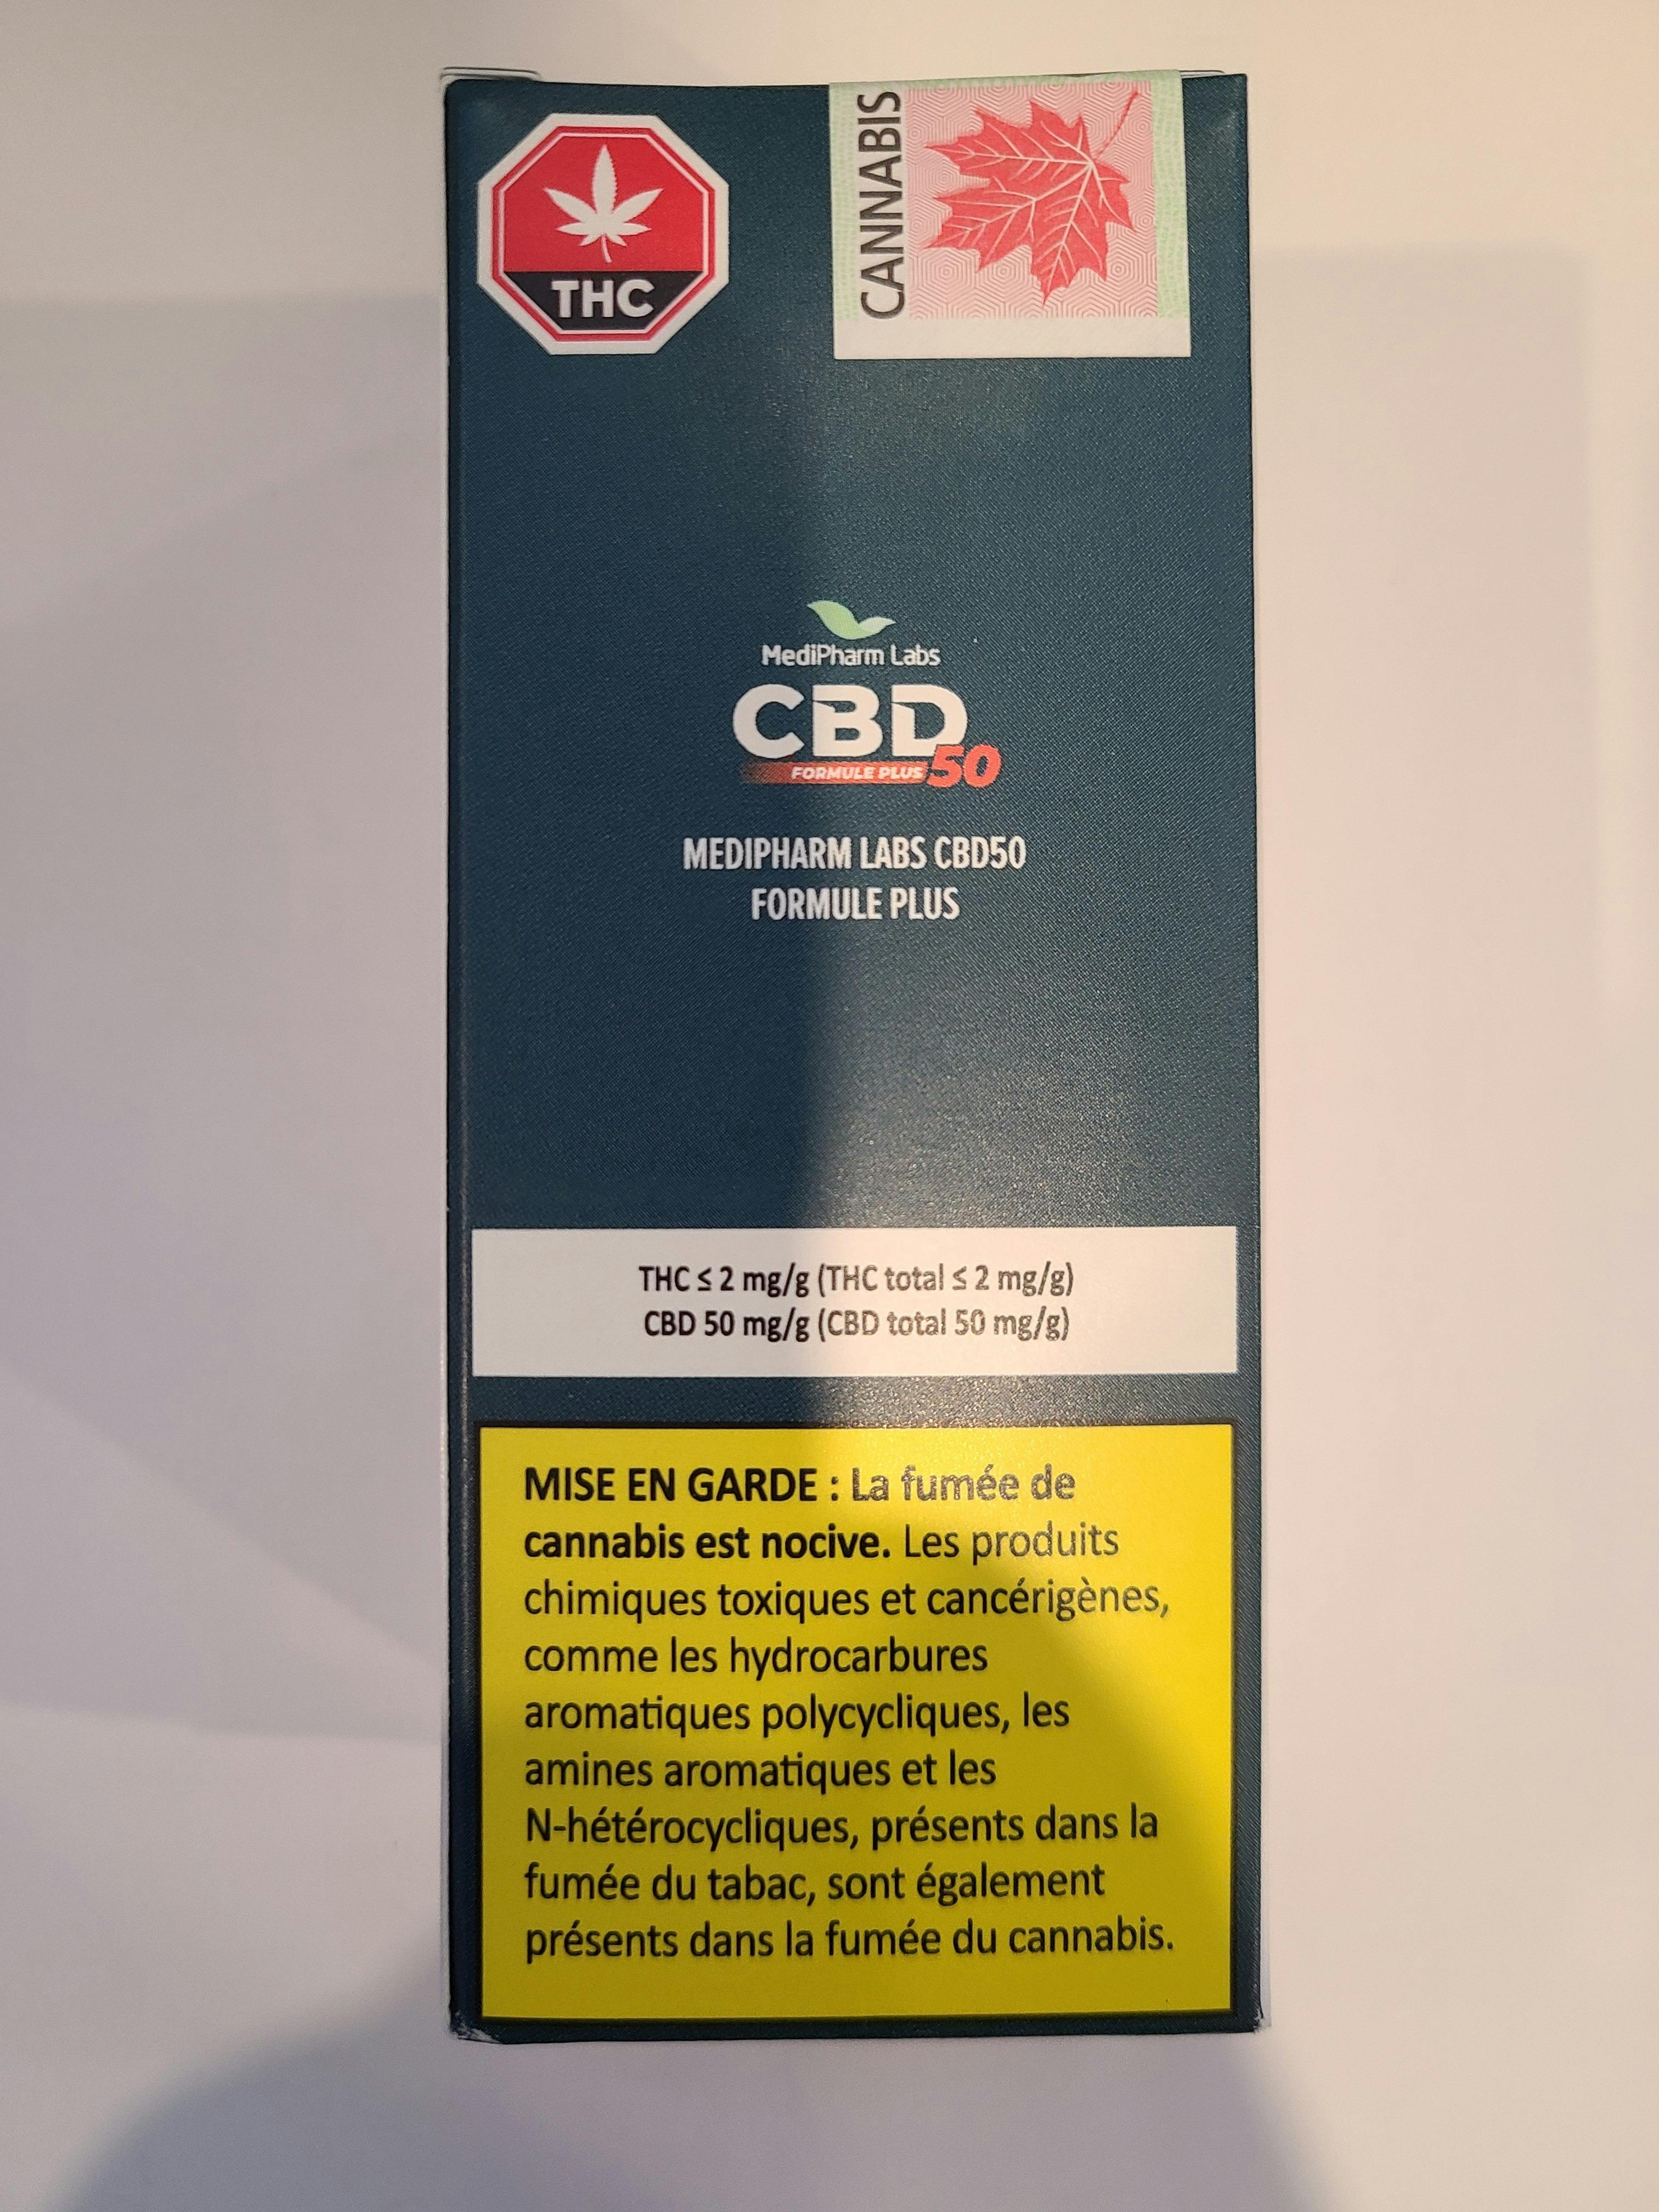 THC
CANNABIS
MediPharm Labs
CBD
FORMULE PLUS 50
MEDIPHARM LABS CBD50
FORMULE PLUS
THC ≤ 2 mg/g (THC total ≤ 2 mg/g)
CBD 50 mg/g (CBD total 50 mg/g)
MISE EN GARDE : La fumée de
cannabis est nocive. Les produits
chimiques toxiques et cancérigènes,
comme les hydrocarbures
aromatiques polycycliques, les
amines aromatiques et les
N-hétérocycliques, présents dans la
fumée du tabac, sont également
présents dans la fumée du cannabis.